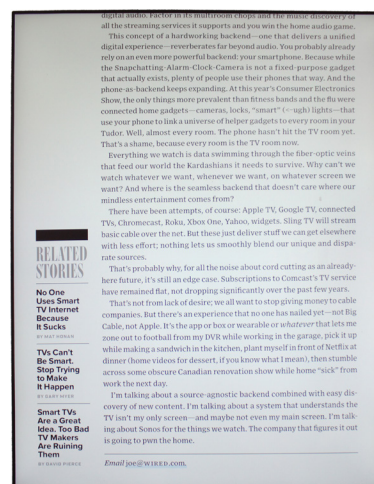 digital audio. Factor in its multiroom chops and the music discovery of
all the streaming services it supports and you win the home audio game.
This concept of a hardworking backend—one that delivers a unified
digital experience—reverberates far beyond audio. You probably already
rely on an even more powerful backend: your smartphone. Because while
the Snapchatting-Alarm-Clock-Camera is not a fixed-purpose gadget
that actually exists, plenty of people use their phones that way. And the
phone-as-backend keeps expanding. At this year's Consumer Electronics
Show, the only things more prevalent than fitness bands and the flu were
connected home gadgets—cameras, locks, "smart" (<-ugh) lights—that
use your phone to link a universe of helper gadgets to every room in your
Tudor. Well, almost every room. The phone hasn't hit the TV room yet.
That's a shame, because every room is the TV room now.
Everything we watch is data swimming through the fiber-optic veins
that feed our world the Kardashians it needs to survive. Why can't we
watch whatever we want, whenever we want, on whatever screen we
want? And where is the seamless backend that doesn't care where our
mindless entertainment comes from?
There have been attempts, of course: Apple TV, Google TV, connected
TVs, Chromecast, Roku, Xbox One, Yahoo, widgets. Sling TV will stream
basic cable over the net. But these just deliver stuff we can get elsewhere
with less effort; nothing lets us smoothly blend our unique and dispa-
rate sources.
That's probably why, for all the noise about cord cutting as an already-
here future, it's still an edge case. Subscriptions to Comcast's TV service
have remained flat, not dropping significantly over the past few years.
That's not from lack of desire; we all want to stop giving money to cable
companies. But there's an experience that no one has nailed yet—not Big
Cable, not Apple. It's the app or box or wearable or whatever that lets me
zone out to football from my DVR while working in the garage, pick it up
while making a sandwich in the kitchen, plant myself in front of Netflix at
dinner (home videos for dessert, if you know what I mean), then stumble
across some obscure Canadian renovation show while home "sick" from
work the next day.
I'm talking about a source-agnostic backend combined with easy dis-
covery of new content. I'm talking about a system that understands the
TV isn't my only screen—and maybe not even my main screen. I'm talk-
ing about Sonos for the things we watch. The company that figures it out
is going to pwn the home.
Email joe@WIRED.com.
RELATED
STORIES
No One
Uses Smart
TV Internet
Because
It Sucks
BY MAT HONAN
TVs Can't
Be Smart.
Stop Trying
to Make
It Happen
BY GABY WYSS
Smart TVs
Are a Great
Idea. Too Bad
TV Makers
Are Ruining
Them
BY DAVID PIERCE